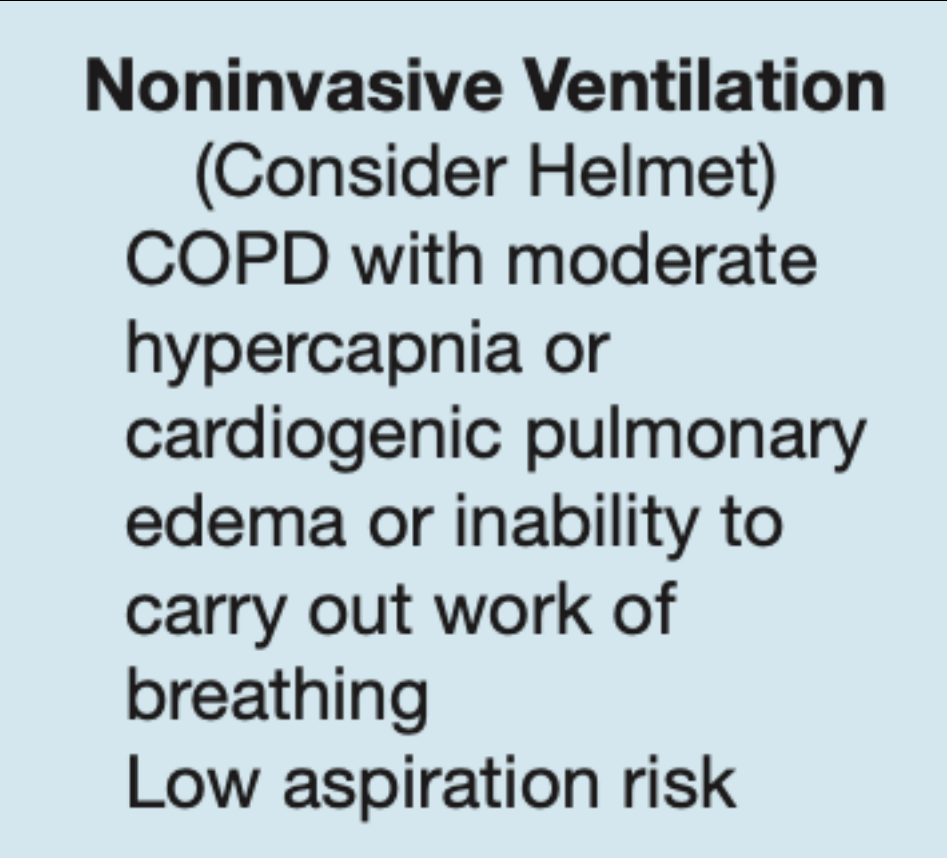 Noninvasive Ventilation
(Consider Helmet)
COPD with moderate
hypercapnia or
cardiogenic pulmonary
edema or inability to
carry out work of
breathing
Low aspiration risk